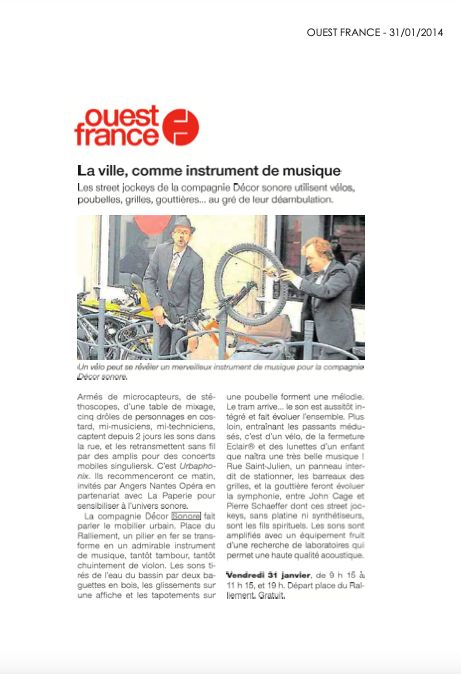 OUEST FRANCE - 31/01/2014
ouest
france
La ville, comme instrument de musique
Les street jockeys de la compagnie Décor sonore utilisent vélos,
poubelles, grilles, gouttières... au gré de leur déambulation.
Un vélo peut se révéler un merveilleux instrument de musique pour la compagnie
Décor sonore.
Armés de microcapteurs, de sté-
thoscopes, d'une table de mixage,
cinq drôles de personnages en cos-
tard, mi-musiciens, mi-techniciens,
captent depuis 2 jours les sons dans
la rue, et les retransmettent sans fil
par des amplis pour des concerts
mobiles singuliersk. C'est Urbapho-
nix. Ils recommenceront ce matin,
invités par Angers Nantes Opéra en
partenariat avec La Paperie pour
sensibiliser à l'univers sonore.
La compagnie Décor Sonore fait
parler le mobilier urbain. Place du
Ralliement, un pilier en fer se trans-
forme en un admirable instrument
de musique, tantôt tambour, tantôt
chuintement de violon. Les sons ti-
rés de l'eau du bassin par deux ba-
guettes en bois, les glissements sur
une affiche et les tapotements sur
une poubelle forment une mélodie.
Le tram arrive... le son est aussitôt in-
tégré et fait évoluer l'ensemble. Plus
loin, entraînant les passants médu-
sés, c'est d'un vélo, de la fermeture
Eclair® et des tunulures d'une enfant
que naîtra une très belle musique !
Rue Saint-Julien, un panneau inter-
dit de stationner, les barreaux des
grilles, et la gouttière feront évoluer
la symphonie, entre John Cage et
Pierre Schaeffer dont ces street joc-
keys, sans platine ni synthétiseurs,
sont les fils spirituels. Les sons sont
amplifiés avec un équipement fruit
d'une recherche de laboratoires qui
permet une haute qualité acoustique.
Vendredi 31 janvier, de 9 h 15 à
11 h 15, et 19 h. Départ place du Ral-
liement. Gratuit.